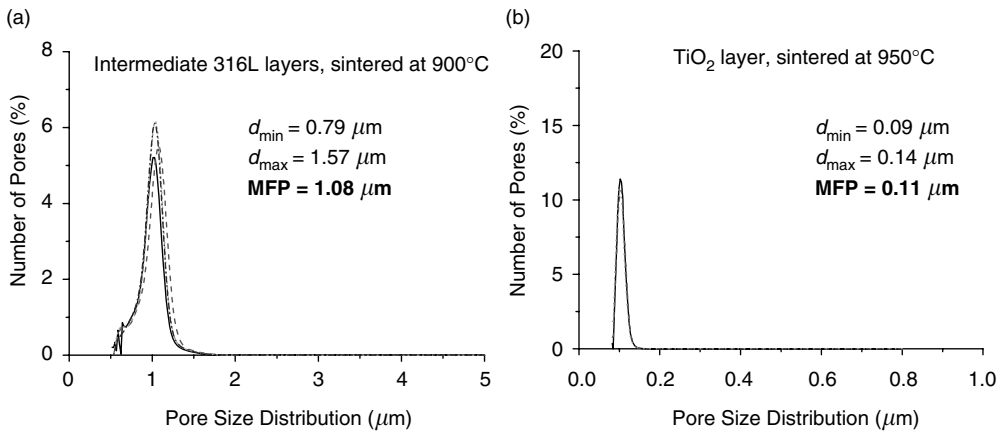 (a)
Intermediate 316L layers, sintered at 900°C
d_min = 0.79 μm
d_max = 1.57 μm
MFP = 1.08 μm
Number of Pores (%)
8
6
4
2
0
0 1 2 3 4 5
Pore Size Distribution (μm)
(b)
TiO₂ layer, sintered at 950°C
d_min = 0.09 μm
d_max = 0.14 μm
MFP = 0.11 μm
Number of Pores (%)
20
15
10
5
0
0.0 0.2 0.4 0.6 0.8 1.0
Pore Size Distribution (μm)